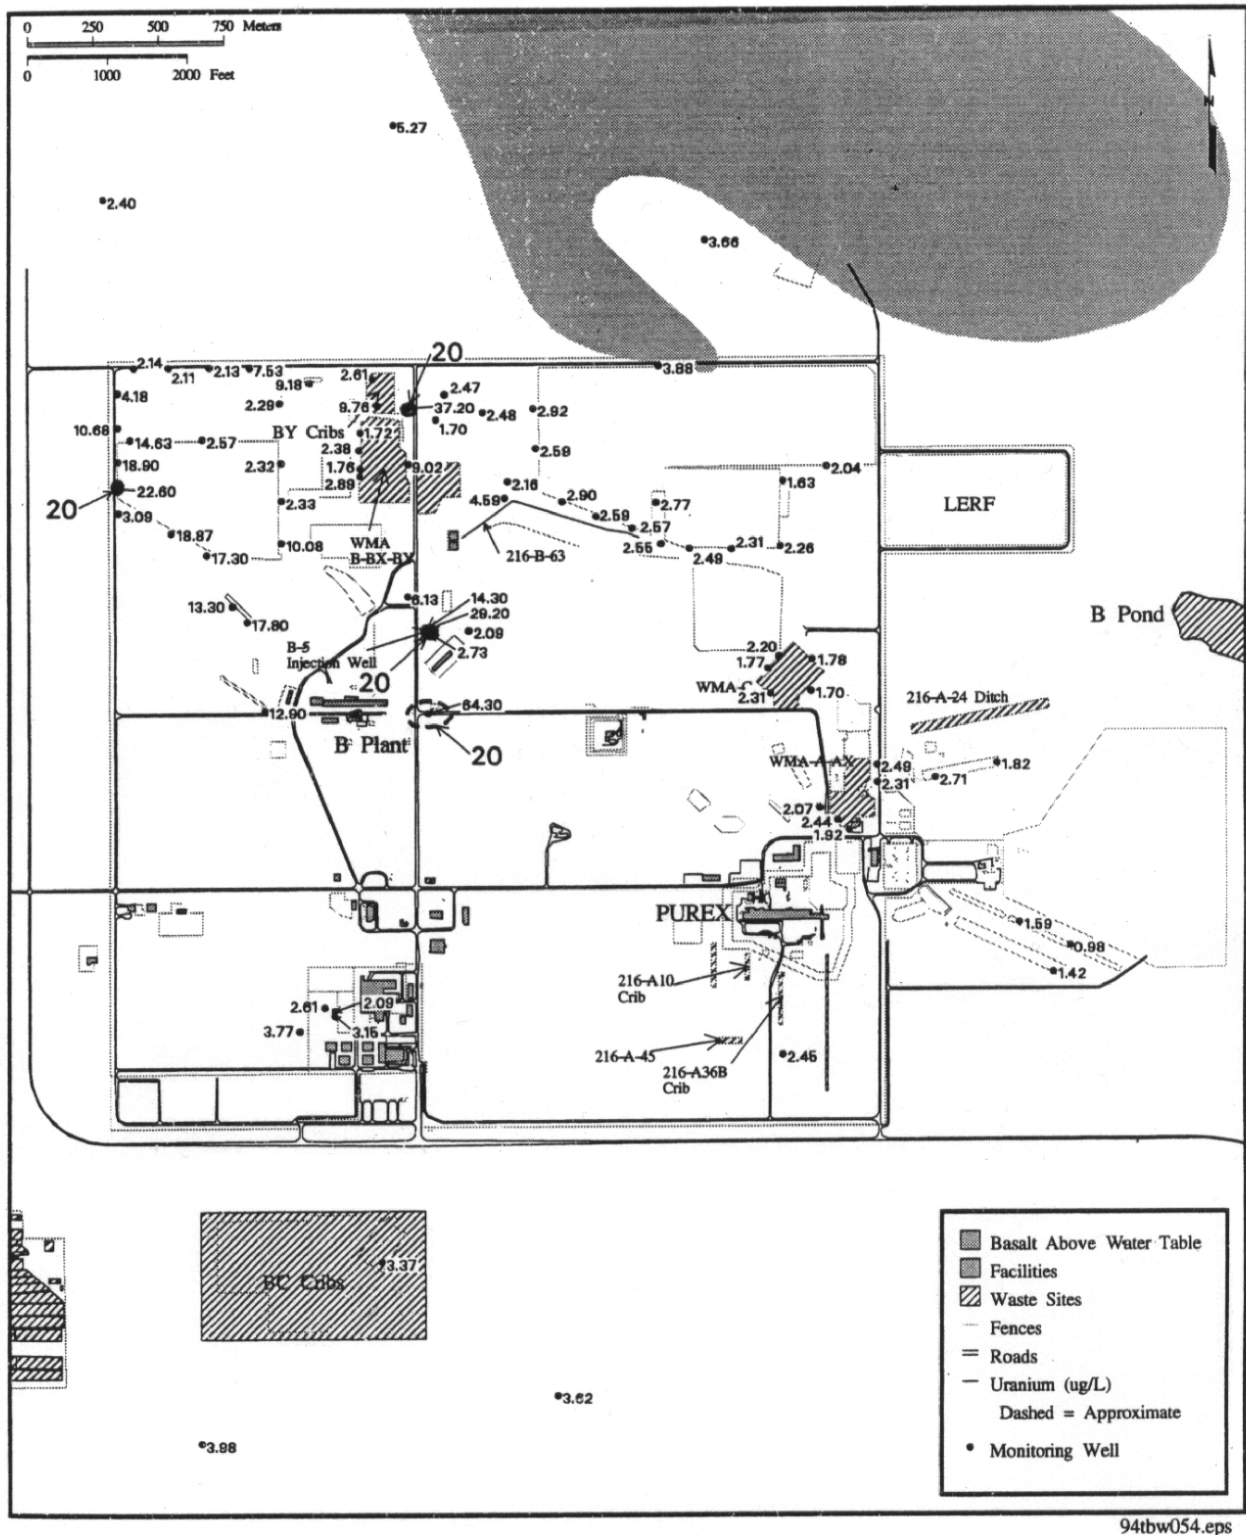 0 250 500 750 Meters
0 1000 2000 Feet
N
5.27
2.40
3.66
20
2.14
2.11
2.13
7.53
2.61
3.88
9.18
4.18
2.47
2.29
9.76
37.20
2.48
2.92
10.68
BY Cribs
1.72
1.70
14.63
2.57
2.38
2.59
18.90
2.32
1.76
9.02
2.04
2.89
2.16
1.63
22.60
20
4.59
2.90
2.77
LERF
2.33
3.09
2.59
2.57
18.87
10.08
WMA
B-BX-BY
216-B-63
2.55
2.49
2.31
2.26
17.30
6.13
14.30
13.30
29.20
B Pond
17.80
2.09
B-5
Injection Well
2.73
2.20
1.78
1.77
20
WMA-C
2.31
1.70
216-A-24 Ditch
12.90
64.30
B Plant
20
WMA-A-AX
2.49
1.82
2.31
2.71
2.07
2.44
1.92
PUREX
1.59
0.98
216-A10
Crib
1.42
2.61
2.09
3.77
3.15
216-A-45
2.45
216-A36B
Crib
BC Cribs
3.37
3.62
3.98
Basalt Above Water Table
Facilities
Waste Sites
Fences
Roads
Uranium (ug/L)
Dashed = Approximate
Monitoring Well
94tbw054.eps